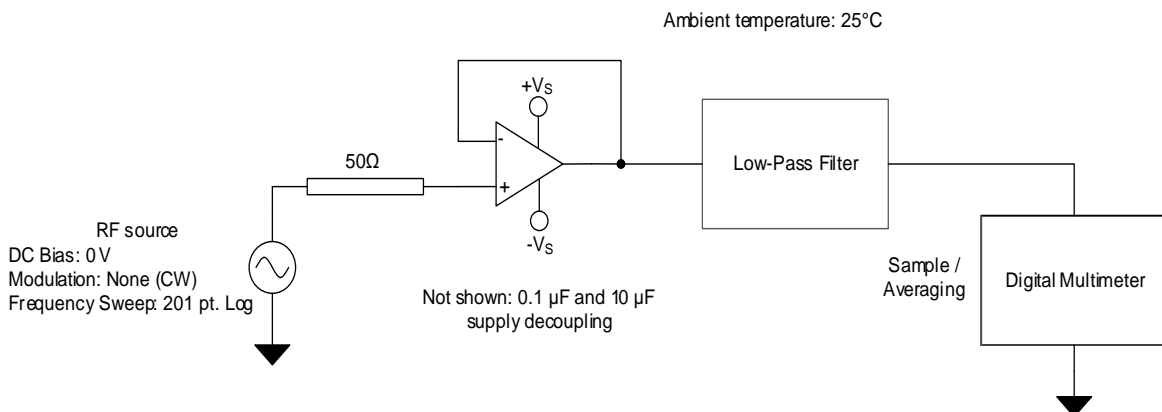 Ambient temperature: 25°C
+VS
-
50Ω
+
Low-Pass Filter
-VS
RF source
DC Bias: 0 V
Modulation: None (CW)
Frequency Sweep: 201 pt. Log
Not shown: 0.1 µF and 10 µF
supply decoupling
Sample /
Averaging
Digital Multimeter